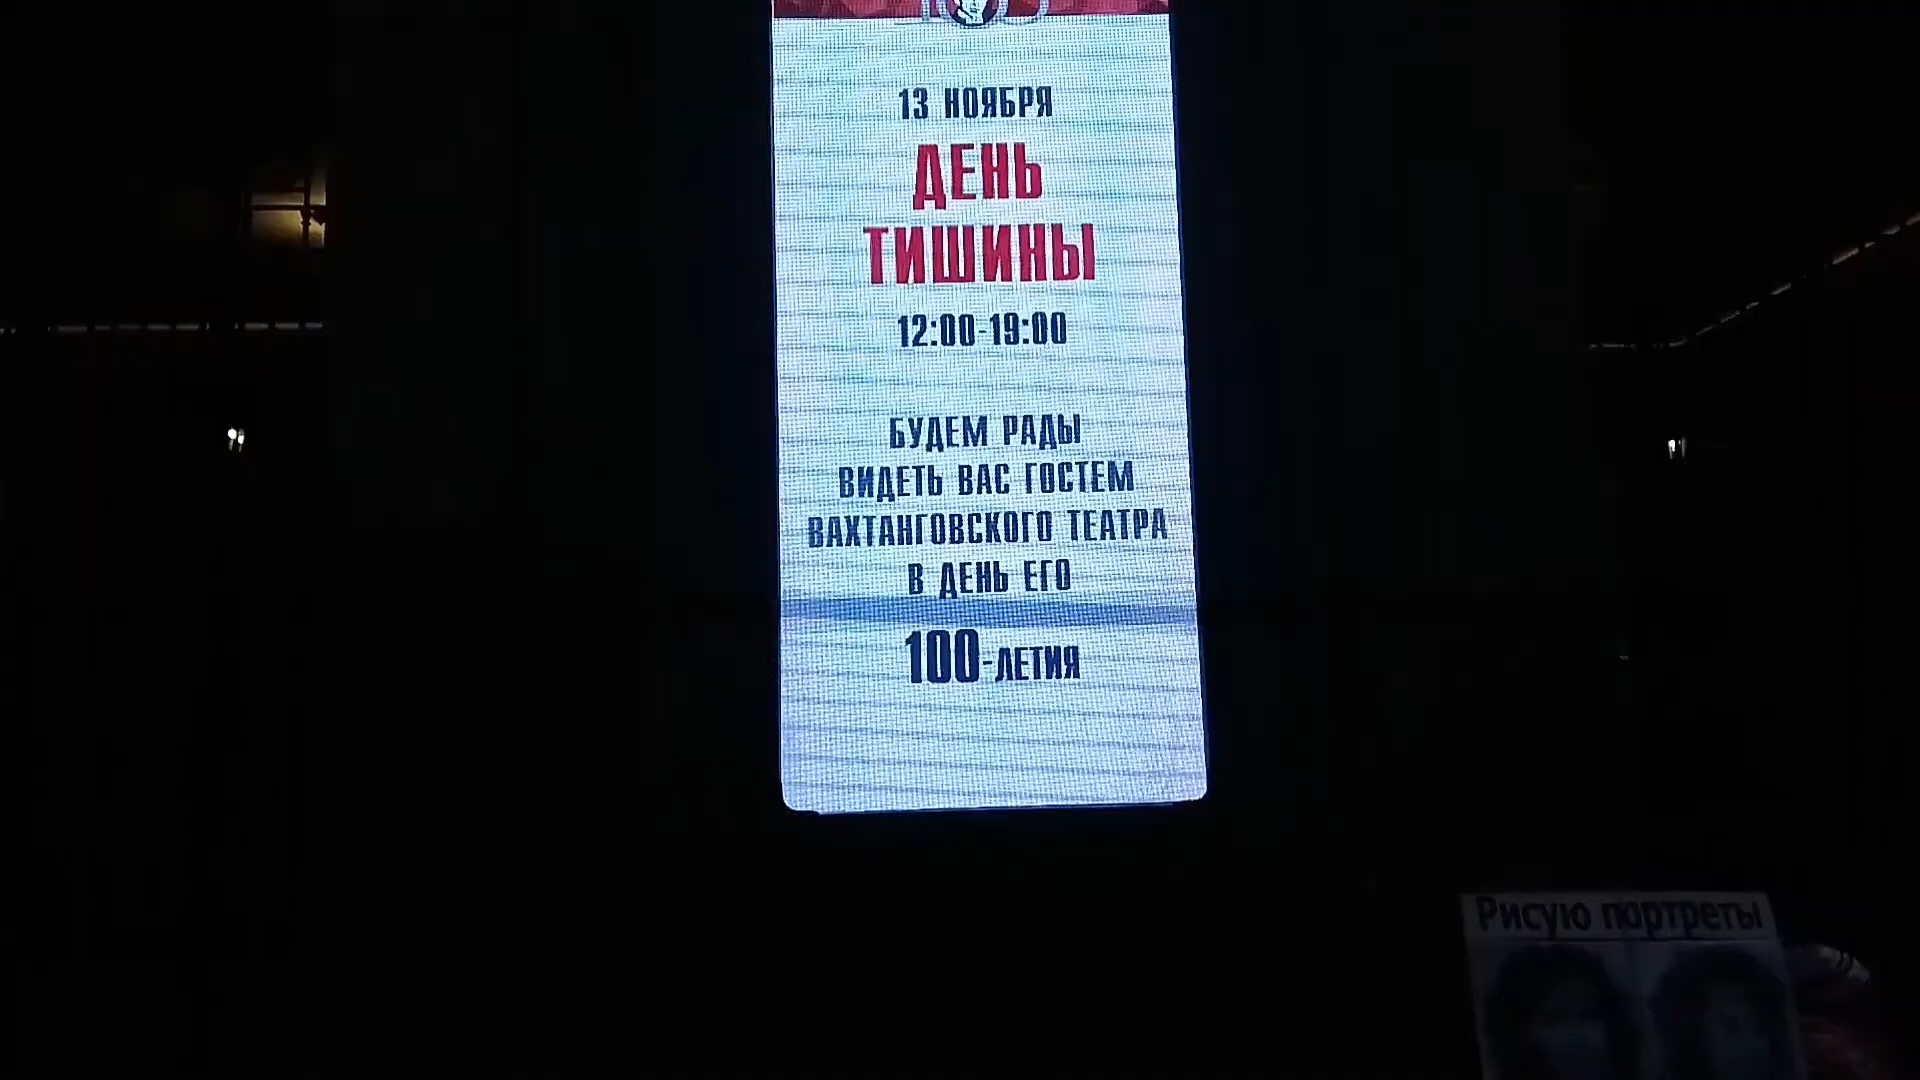 13 НОЯБРЯ
ДЕНЬ
ТИШИНЫ
12:00-19:00
БУДЕМ РАДЫ
ВИДЕТЬ ВАС ГОСТЕМ
ВАХТАНГОВСКОГО ТЕАТРА
В ДЕНЬ ЕГО
100-ЛЕТИЯ
Рисую портреты